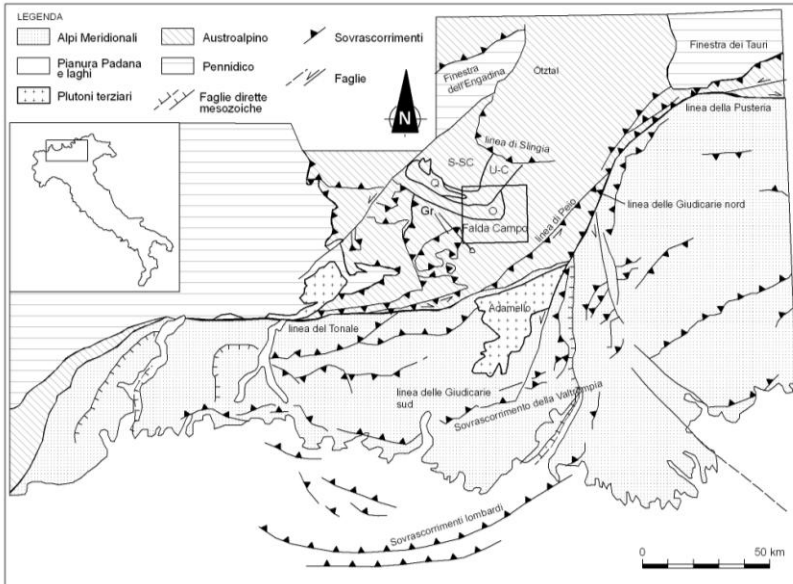 LEGENDA
Alpi Meridionali
Austroalpino
Sovrascorrimenti
Pianura Padana
e laghi
Pennidico
Faglie
Plutoni terziari
Faglie dirette
mesozoiche
N
Finestra dei Tauri
Ötztal
Finestra
dell'Engadina
linea della Pusteria
linea di Slingia
S-SC
U-C
Q
O
Gr
Falda Campo
linea di Peio
linea delle Giudicarie nord
Adamello
linea del Tonale
linea delle Giudicarie
sud
Sovrascorrimento della Valtrompia
Sovrascorrimenti lombardi
0
50 km